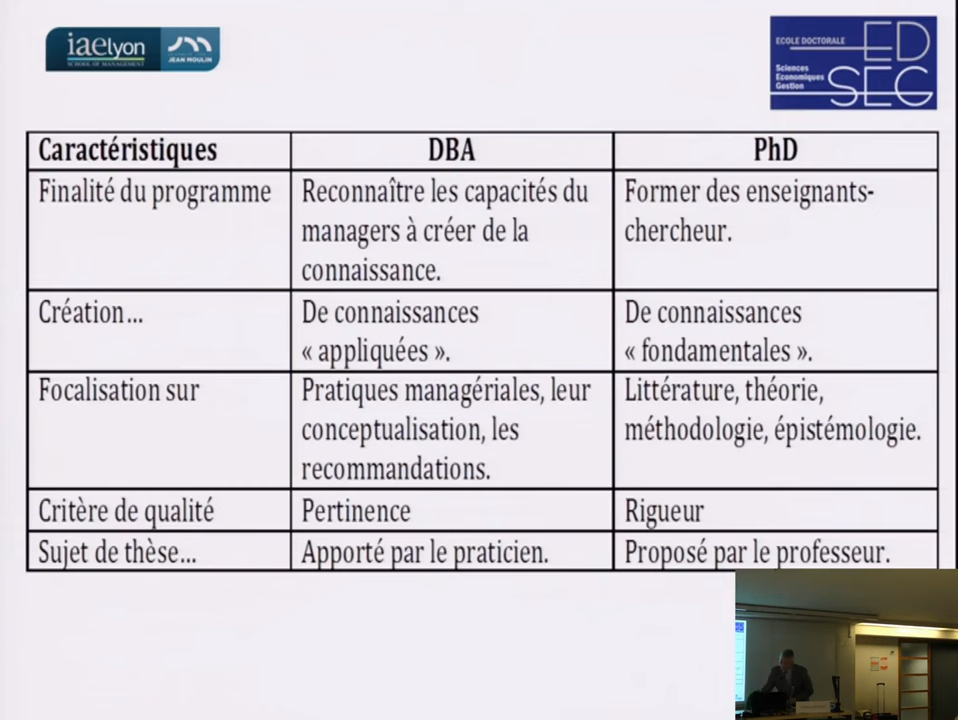 iaelyon
SCHOOL OF MANAGEMENT
JEAN MOULIN
ECOLE DOCTORALE
ED
Sciences
Economiques
Gestion
SEG
Caractéristiques DBA PhD
Finalité du programme Reconnaître les capacités du Former des enseignants-
managers à créer de la chercheur.
connaissance.
Création... De connaissances De connaissances
« appliquées ». « fondamentales ».
Focalisation sur Pratiques managériales, leur Littérature, théorie,
conceptualisation, les méthodologie, épistémologie.
recommandations.
Critère de qualité Pertinence Rigueur
Sujet de thèse... Apporté par le praticien. Proposé par le professeur.